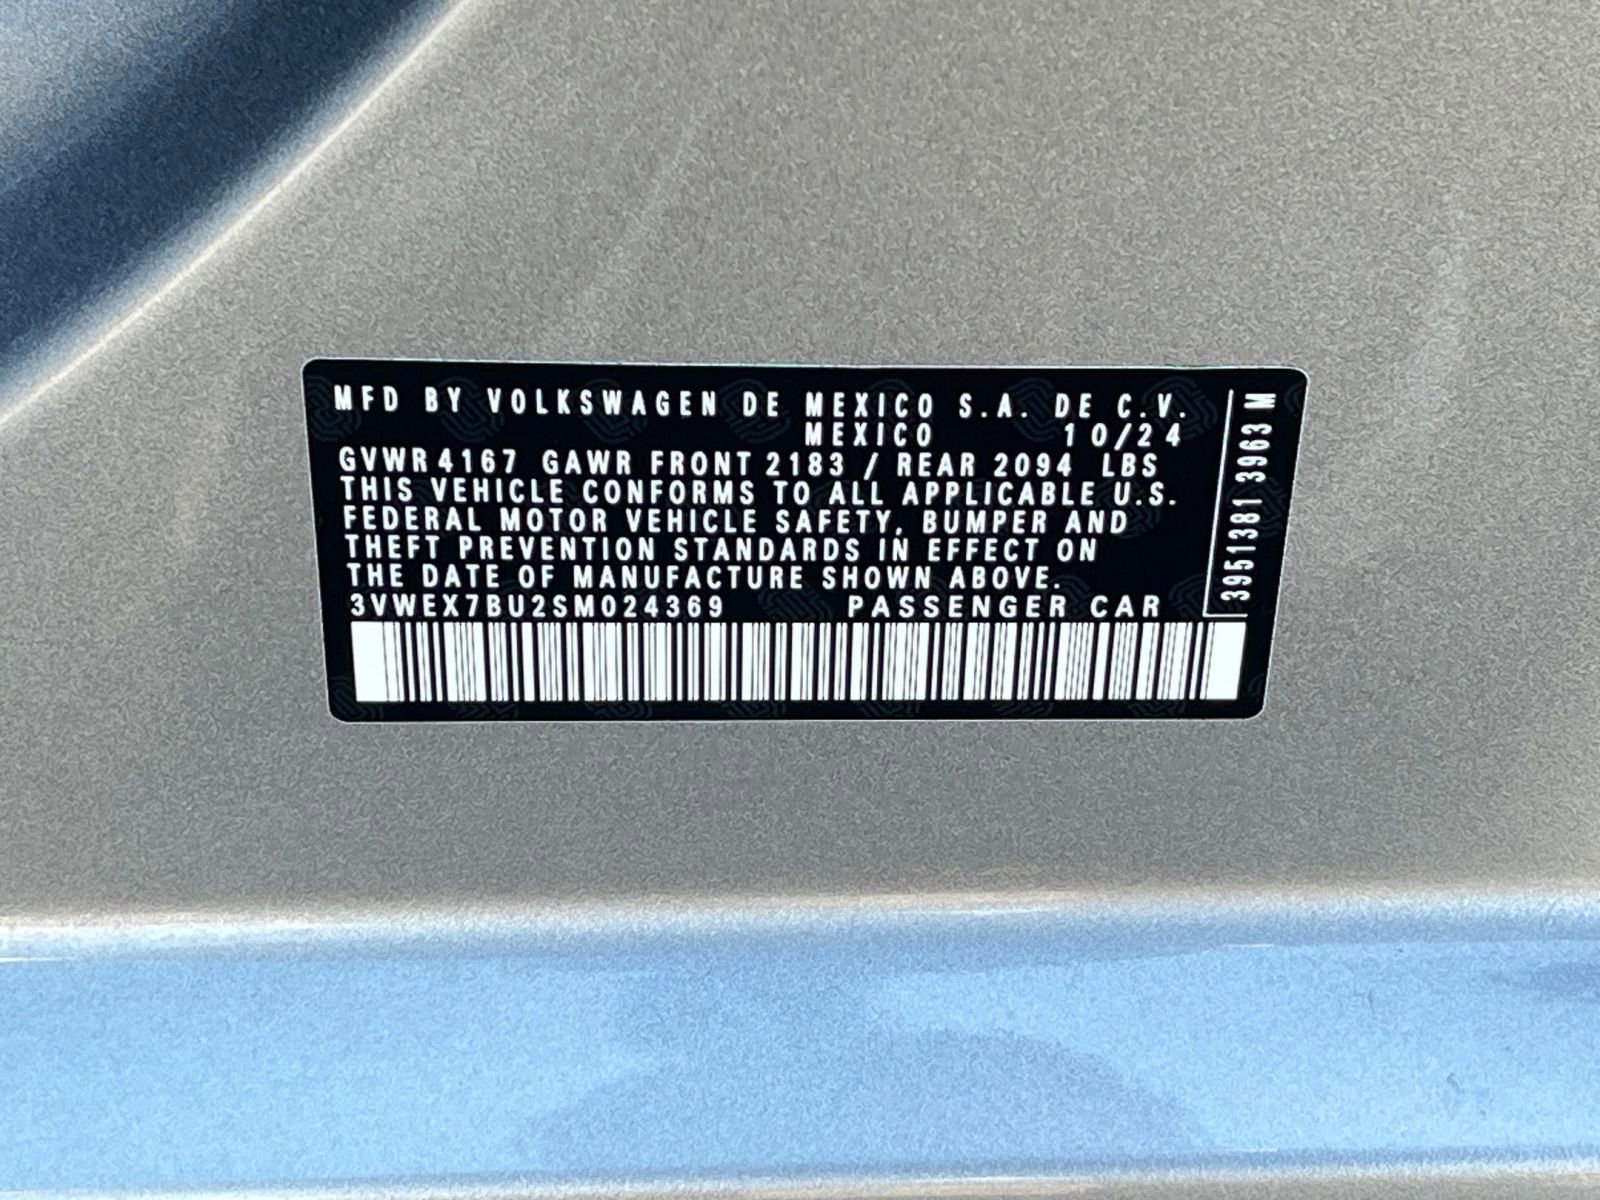 MFD BY VOLKSWAGEN DE MEXICO S.A. DE C.V.
MEXICO 10/24
GVWR 4167 GAWR FRONT 2183 / REAR 2094 LBS
THIS VEHICLE CONFORMS TO ALL APPLICABLE U.S.
FEDERAL MOTOR VEHICLE SAFETY, BUMPER AND
THEFT PREVENTION STANDARDS IN EFFECT ON
THE DATE OF MANUFACTURE SHOWN ABOVE.
3VWEX7BU2SM024369 PASSENGER CAR
3951381 3963 M